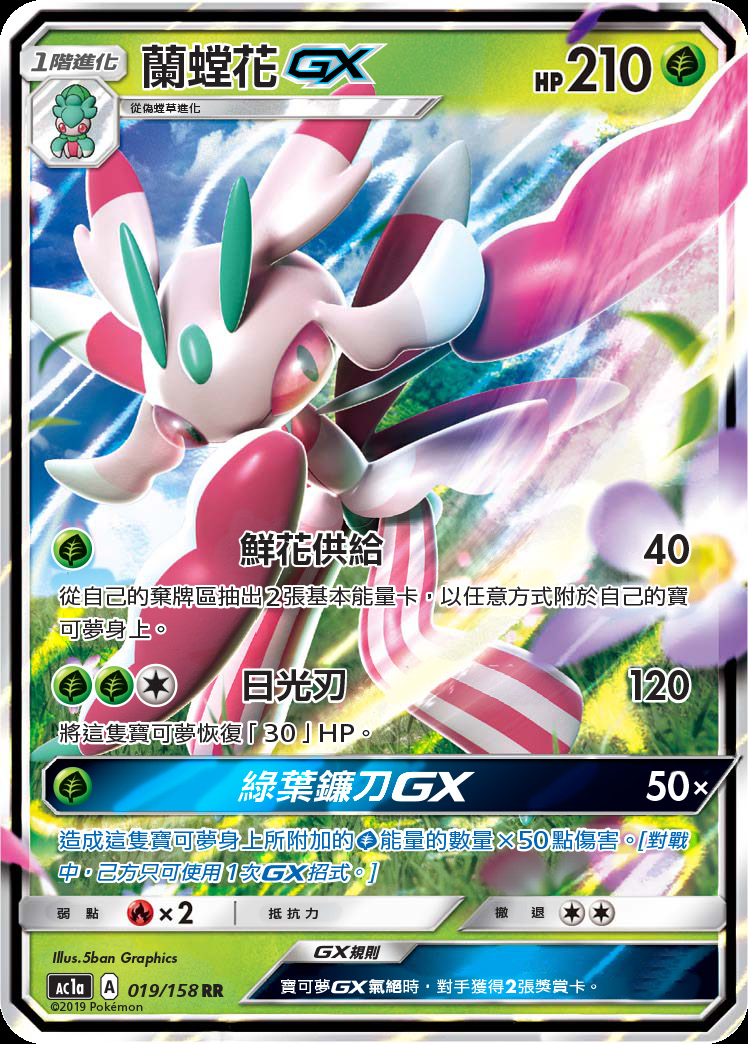 1階進化 蘭螳花GX HP210
從偽螳草進化
鮮花供給 40
從自己的棄牌區抽出2張基本能量卡，以任意方式附於自己的寶
可夢身上。
日光刃 120
將這隻寶可夢恢復「30」HP。
綠葉鐮刀GX 50×
造成這隻寶可夢身上所附加的能量的數量×50點傷害。[對戰
中，己方只可使用1次GX招式。]
弱點 ×2 抵抗力 撤退
Illus.5ban Graphics
GX規則
AC1a A 019/158 RR
寶可夢GX氣絕時，對手獲得2張獎賞卡。
©2019 Pokémon